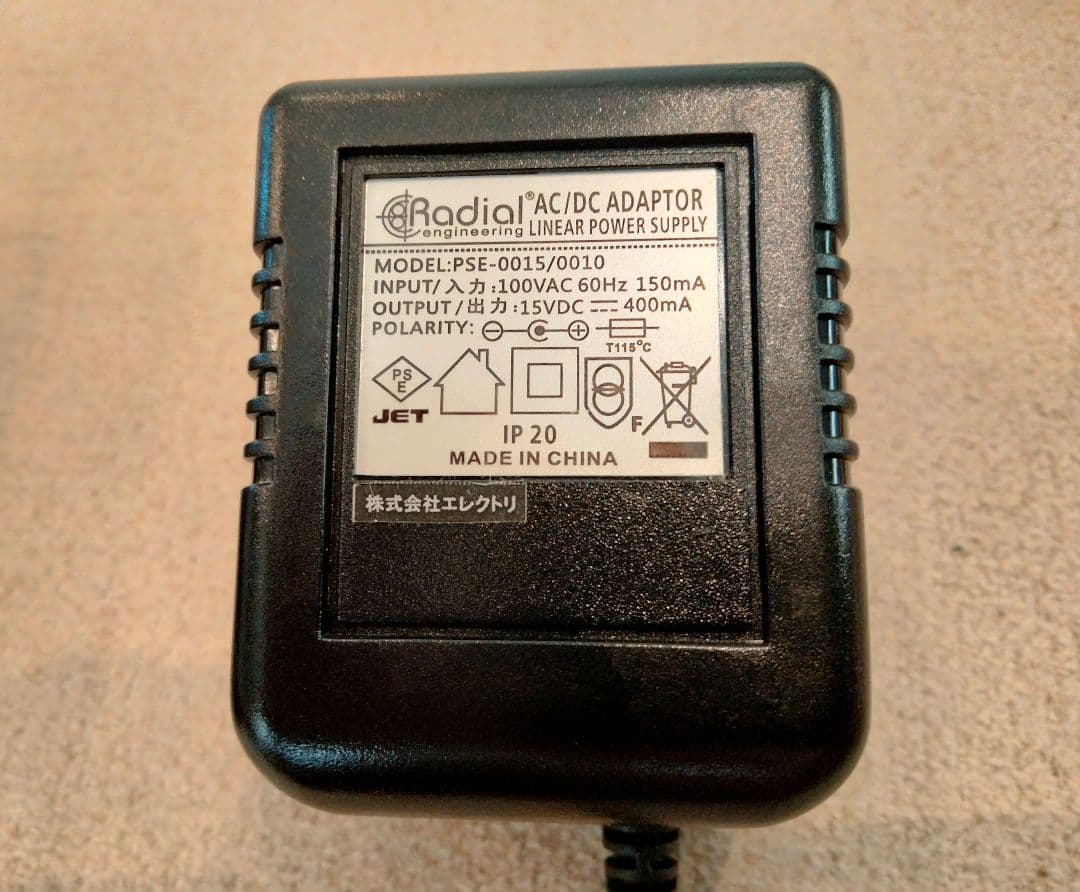 Radial® AC/DC ADAPTOR
engineering LINEAR POWER SUPPLY
MODEL:PSE-0015/0010
INPUT/入力:100VAC 60Hz 150mA
OUTPUT/出力:15VDC ⎓ 400mA
POLARITY: ⊖ ⊕
T115°C
PS
E
JET
F
IP 20
MADE IN CHINA
株式会社エレクトリ